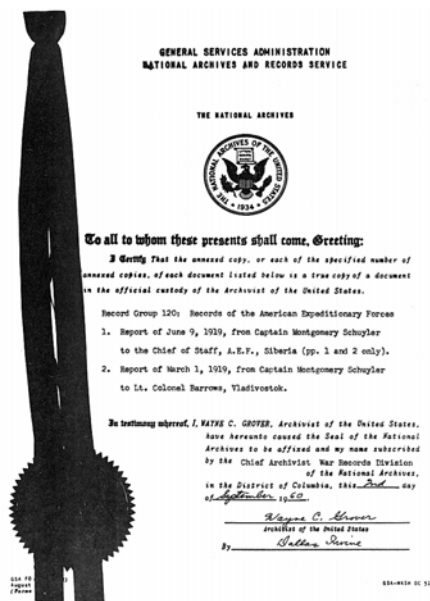 GENERAL SERVICES ADMINISTRATION
NATIONAL ARCHIVES AND RECORDS SERVICE
THE NATIONAL ARCHIVES
THE NATIONAL ARCHIVES OF THE UNITED STATES
• 1934 •
To all to whom these presents shall come, Greeting:
I Certify That the annexed copy, or each of the specified number of
annexed copies, of each document listed below is a true copy of a document
in the official custody of the Archivist of the United States.
Record Group 120: Records of the American Expeditionary Forces
1. Report of June 9, 1919, from Captain Montgomery Schuyler
to the Chief of Staff, A.E.F., Siberia (pp. 1 and 2 only).
2. Report of March 1, 1919, from Captain Montgomery Schuyler
to Lt. Colonel Barrows, Vladivostok.
In testimony whereof, I, WAYNE C. GROVER, Archivist of the United States,
have hereunto caused the Seal of the National
Archives to be affixed and my name subscribed
by the Chief Archivist War Records Division
of the National Archives,
in the District of Columbia, this 2nd day
of September 1960.
Wayne C. Grover
Archivist of the United States
By Dallas Irvine
GSA FO
August
GSA-WASH DC